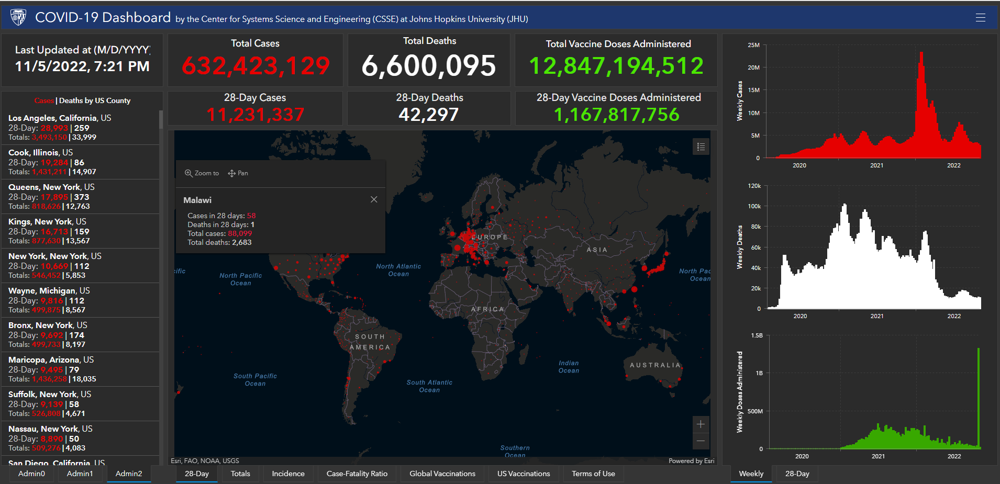 COVID-19 Dashboard by the Center for Systems Science and Engineering (CSSE) at Johns Hopkins University (JHU)
Last Updated at (M/D/YYYY)
11/5/2022, 7:21 PM
Cases | Deaths by US County
Los Angeles, California, US
28-Day: 28,993 | 259
Totals: 3,493,150 | 33,999
Cook, Illinois, US
28-Day: 19,284 | 86
Totals: 1,431,211 | 14,907
Queens, New York, US
28-Day: 17,895 | 373
Totals: 818,626 | 12,763
Kings, New York, US
28-Day: 16,713 | 159
Totals: 877,630 | 13,567
New York, New York, US
28-Day: 10,669 | 112
Totals: 546,452 | 5,853
Wayne, Michigan, US
28-Day: 9,816 | 112
Totals: 499,875 | 8,567
Bronx, New York, US
28-Day: 9,692 | 174
Totals: 499,733 | 8,197
Maricopa, Arizona, US
28-Day: 9,495 | 79
Totals: 1,436,258 | 18,035
Suffolk, New York, US
28-Day: 9,139 | 58
Totals: 526,808 | 4,671
Nassau, New York, US
28-Day: 8,890 | 50
Totals: 509,276 | 4,083
San Diego, California, US
Admin0
Admin1
Admin2
Total Cases
632,423,129
Total Deaths
6,600,095
Total Vaccine Doses Administered
12,847,194,512
28-Day Cases
11,231,337
28-Day Deaths
42,297
28-Day Vaccine Doses Administered
1,167,817,756
Zoom to
Pan
Malawi
Cases in 28 days: 58
Deaths in 28 days: 1
Total cases: 88,099
Total deaths: 2,683
EUROPE
ASIA
ific
North Pacific
Ocean
North Atlantic
Ocean
North Pac
Ocean
AFRICA
SOUTH
AMERICA
AUSTRALIA
Indian
Ocean
South Pacific
Ocean
South Atlantic
Ocean
Southern
Ocean
Esri, FAO, NOAA, USGS
Powered by Esri
28-Day
Totals
Incidence
Case-Fatality Ratio
Global Vaccinations
US Vaccinations
Terms of Use
Weekly Cases
25M
20M
15M
10M
5M
0
2020
2021
2022
Weekly Deaths
120k
100k
80k
60k
40k
20k
0
2020
2021
2022
Weekly Doses Administered
1.5B
1B
500M
0
2020
2021
2022
Weekly
28-Day